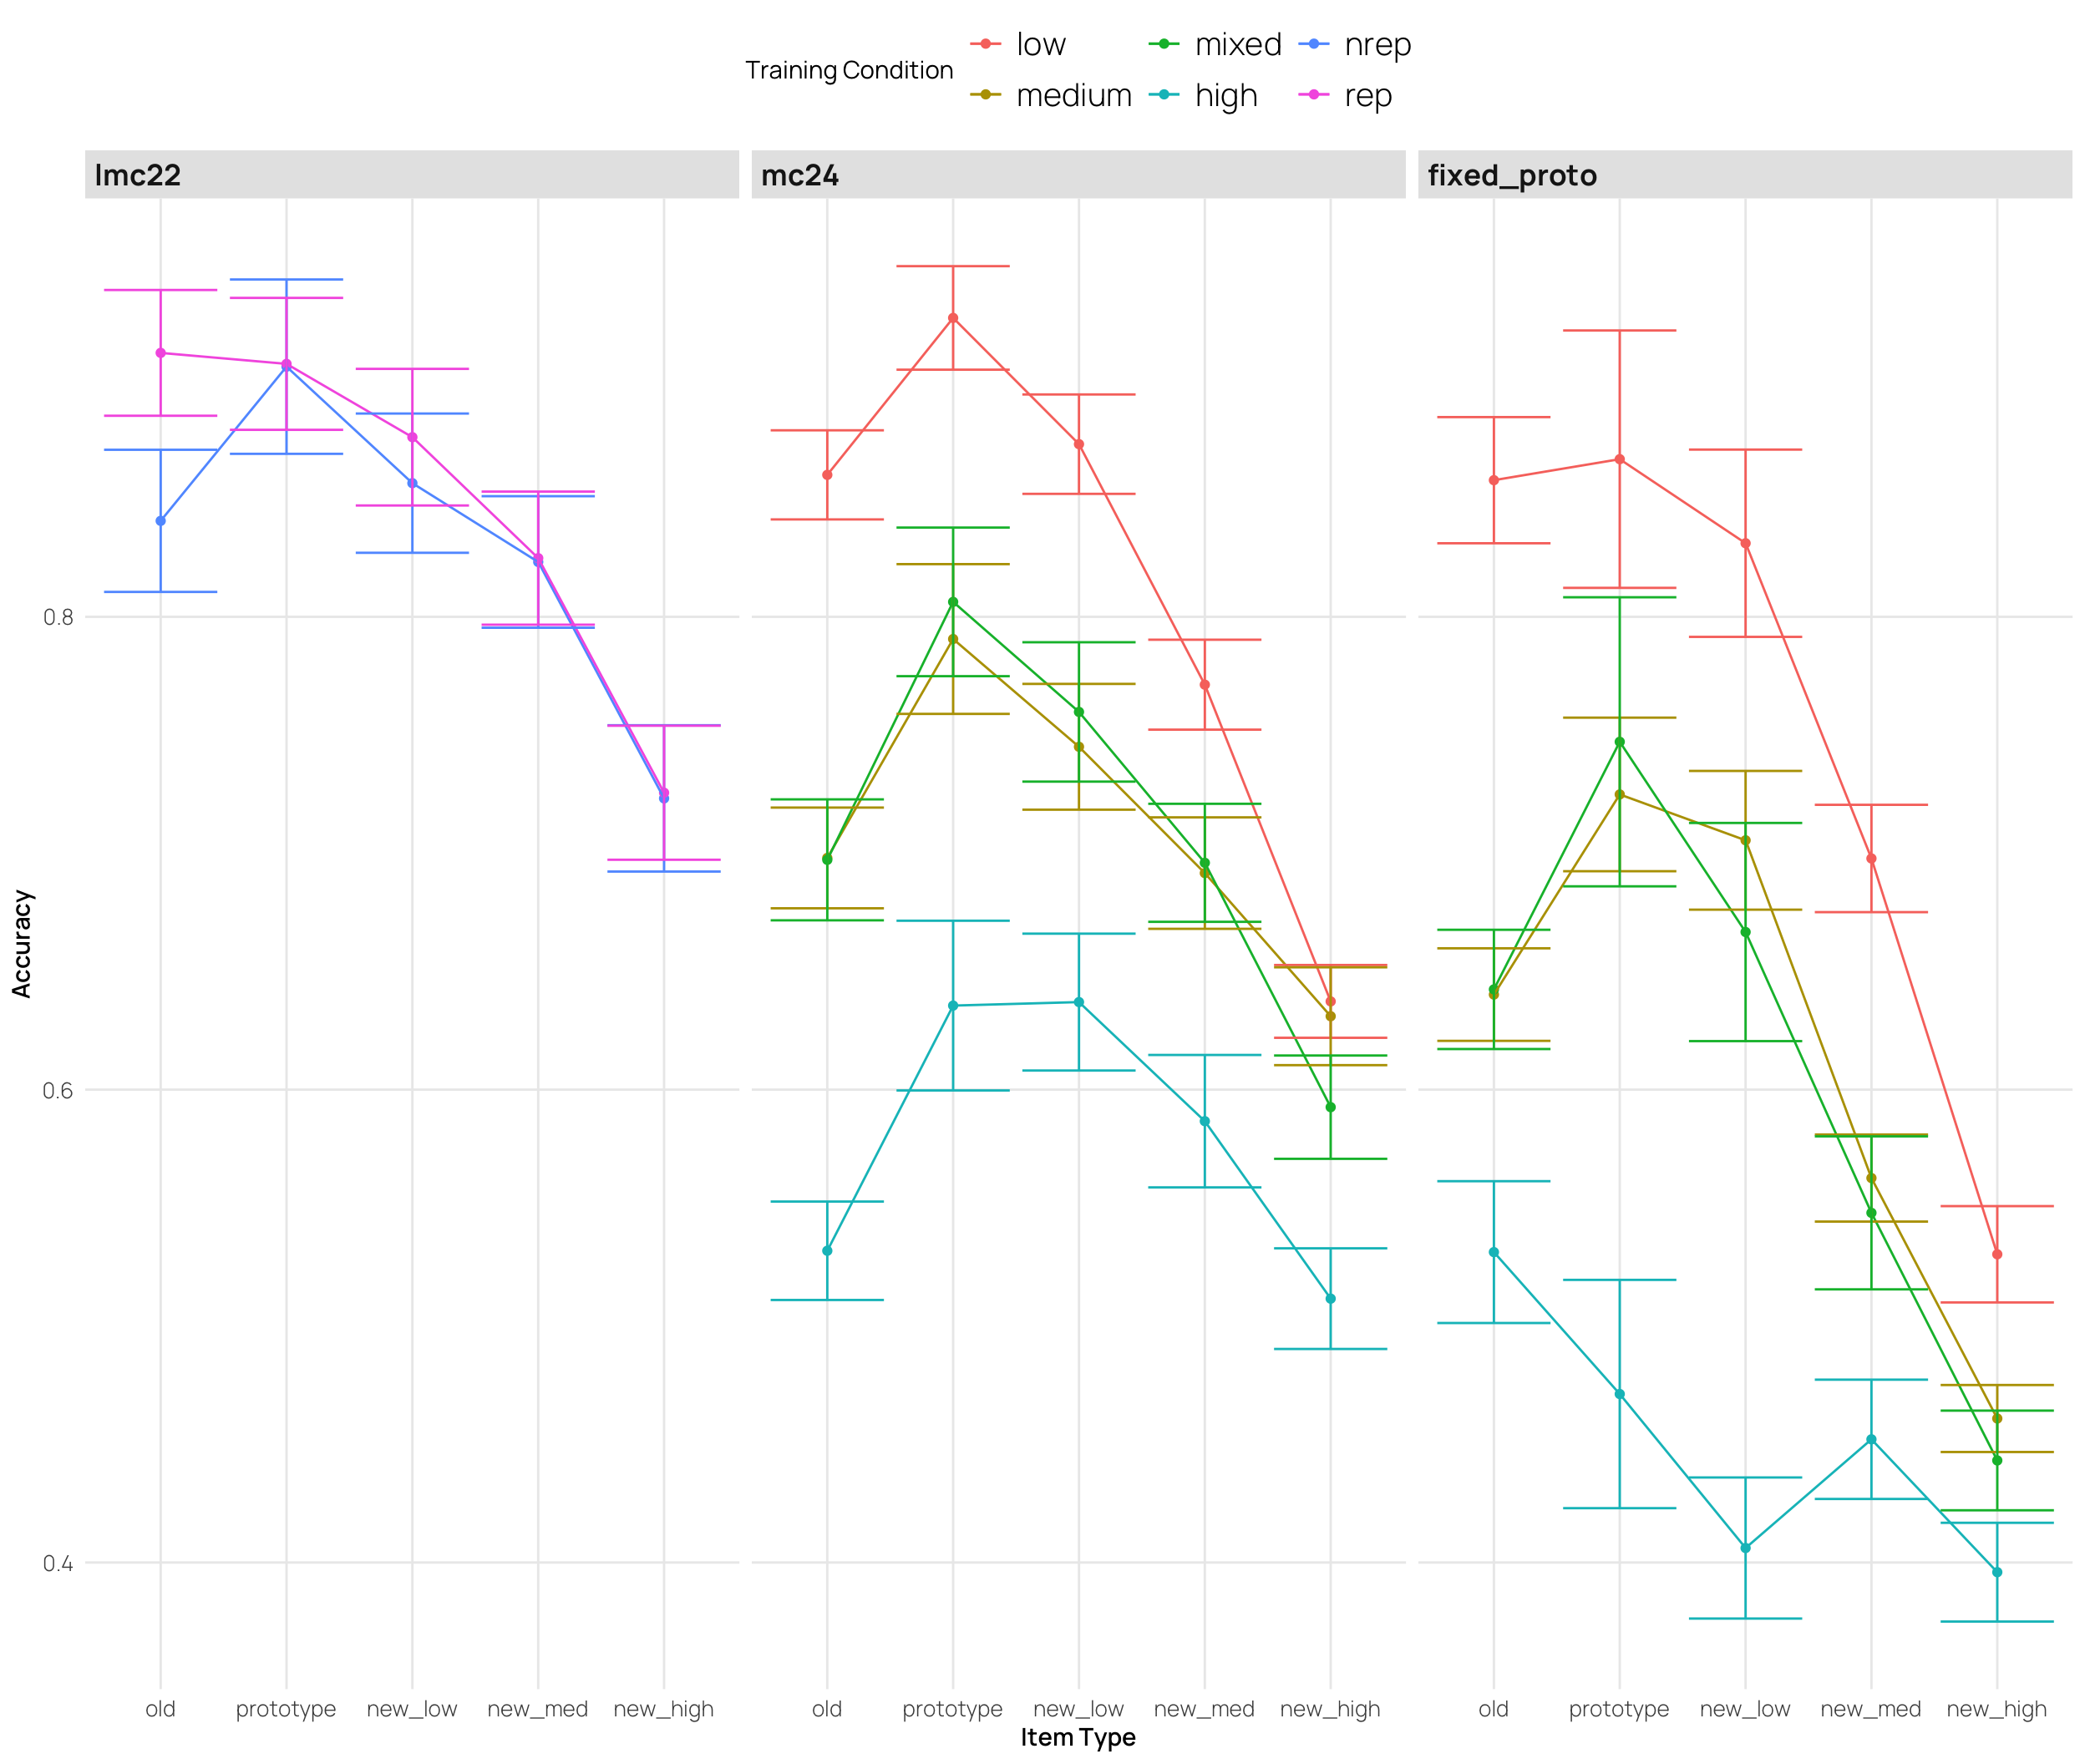 Training Condition
low
mixed
nrep
medium
high
rep
lmc22
mc24
fixed_proto
Accuracy
0.8
0.6
0.4
old prototype new_low new_med new_high
old prototype new_low new_med new_high
old prototype new_low new_med new_high
Item Type